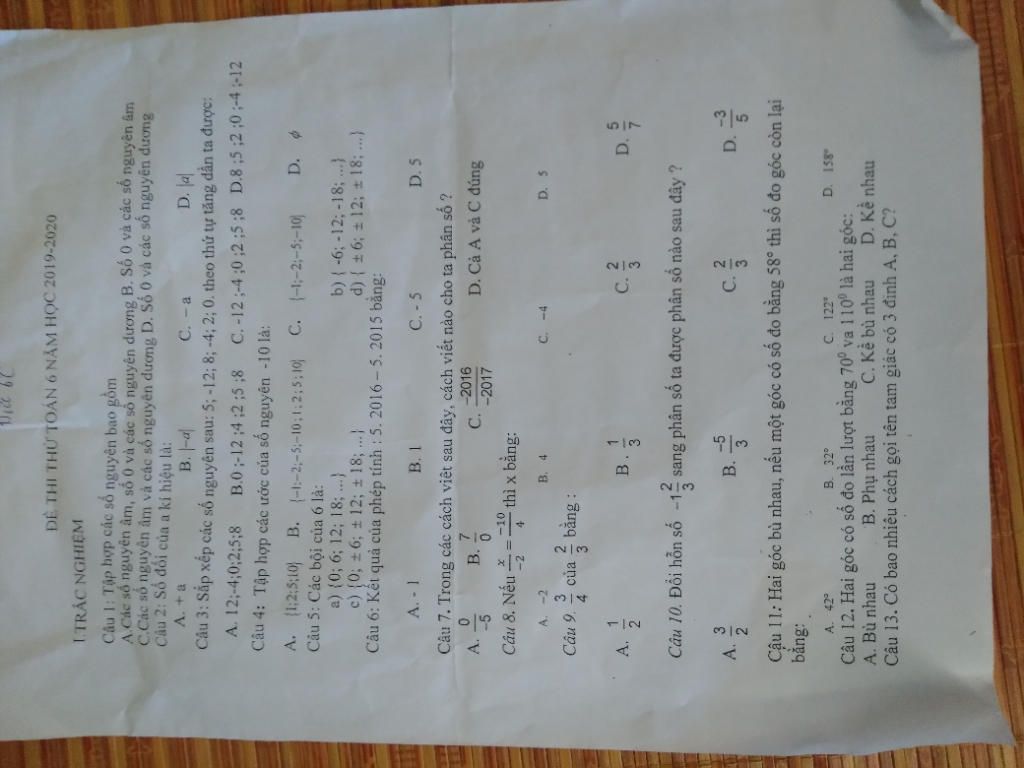 ĐỀ THI THỬ TOÁN 6 NĂM HỌC 2019-2020
I. TRẮC NGHIỆM
Câu 1: Tập hợp các số nguyên bao gồm
A.Các số nguyên âm, số 0 và các số nguyên dương B. Số 0 và các số nguyên âm
C.Các số nguyên âm và các số nguyên dương D. Số 0 và các số nguyên dương
Câu 2: Số đối của a kí hiệu là:
A. + a B. |−a| C. − a D. |a|
Câu 3: Sắp xếp các số nguyên sau: 5; -12; 8; -4; 2; 0. theo thứ tự tăng dần ta được:
A. 12;-4;0;2;5;8 B.0 ;-12 ;4 ;2 ;5 ;8 C. -12 ;-4 ;0 ;2 ;5 ;8 D.8 ;5 ;2 ;0 ;-4 ;-12
Câu 4: Tập hợp các ước của số nguyên -10 là:
A. {1;2;5;10} B. {−1;−2;−5;−10;1;2;5;10} C. {−1;−2;−5;−10} D. ϕ
Câu 5: Các bội của 6 là:
a) {0; 6; 12; 18; ...} b) { -6; -12; -18; ...}
c) {0; ± 6; ± 12; ± 18; ...} d) { ± 6; ± 12; ± 18; ...}
Câu 6: Kết quả của phép tính : 5. 2016 – 5. 2015 bằng:
A. - 1 B. 1 C. - 5 D. 5
Câu 7. Trong các cách viết sau đây, cách viết nào cho ta phân số ?
A. 0/−5 B. 7/0 C. −2016/−2017 D. Cả A và C đúng
Câu 8. Nếu x/−2 = −10/4 thì x bằng:
A. −2 B. 4 C. −4 D. 5
Câu 9. 3/4 của 2/3 bằng :
A. 1/2 B . 1/3 C. 2/3 D. 5/7
Câu 10. Đổi hỗn số −1 2/3 sang phân số ta được phân số nào sau đây ?
A. 3/2 B. −5/3 C. 2/3 D. −3/5
Câu 11: Hai góc bù nhau, nếu một góc có số đo bằng 58° thì số đo góc còn lại
bằng:
A. 42° B. 32° C. 122° D. 158°
Câu 12. Hai góc có số đo lần lượt bằng 70⁰ va 110⁰ là hai góc:
A. Bù nhau B. Phụ nhau C. Kề bù nhau D. Kề nhau
Câu 13. Có bao nhiêu cách gọi tên tam giác có 3 đỉnh A, B, C?